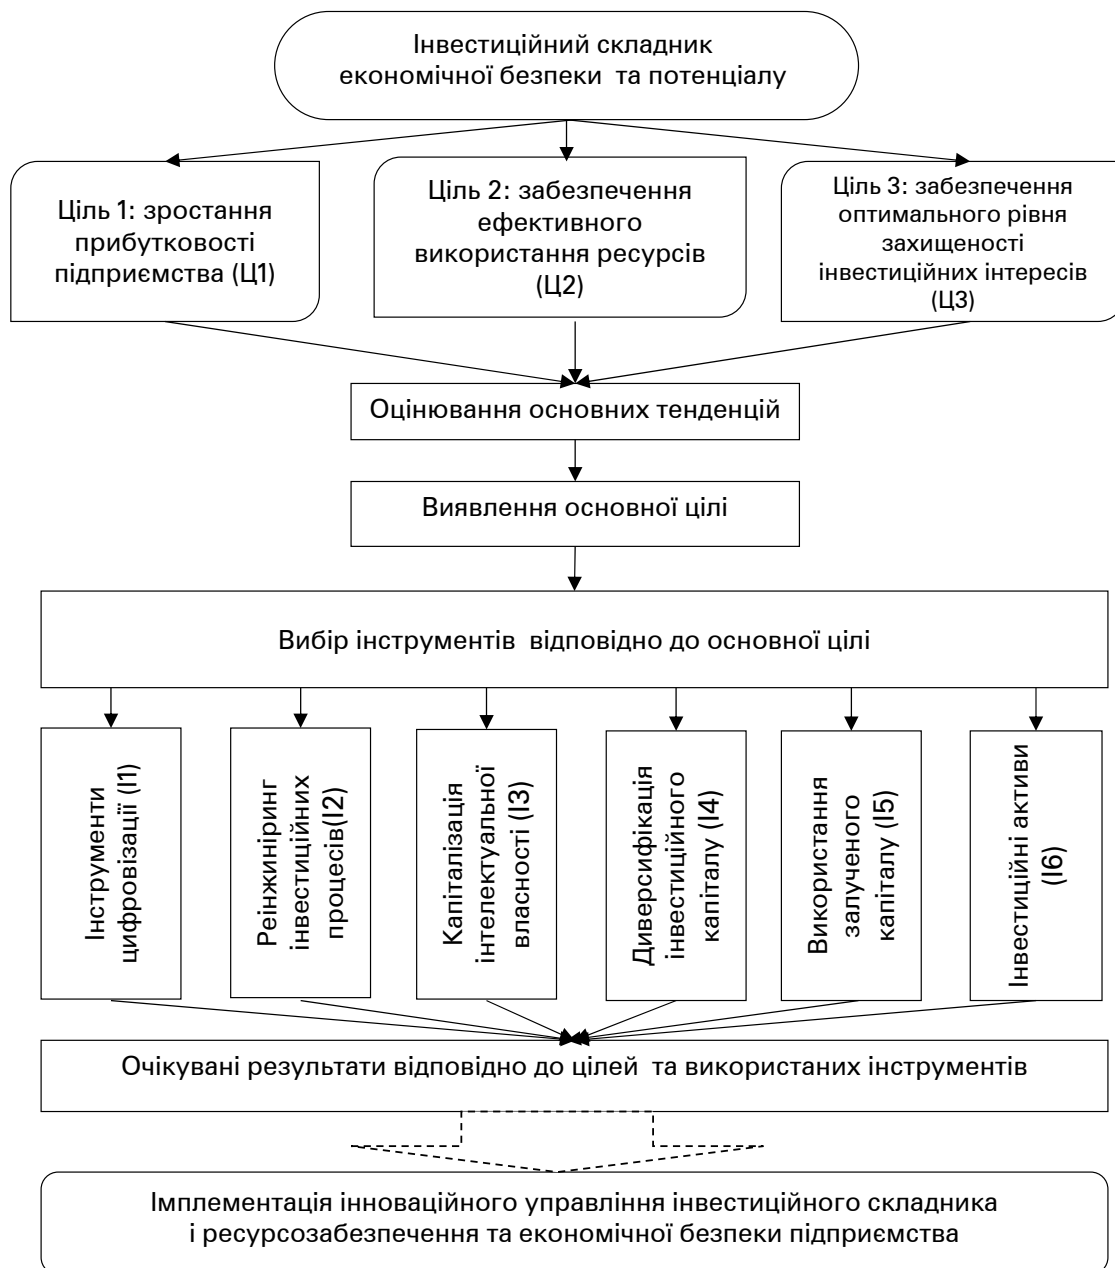 Інвестиційний складник
економічної безпеки та потенціалу
Ціль 1: зростання
прибутковості
підприємства (Ц1)
Ціль 2: забезпечення
ефективного
використання ресурсів
(Ц2)
Ціль 3: забезпечення
оптимального рівня
захищеності
інвестиційних інтересів
(Ц3)
Оцінювання основних тенденцій
Виявлення основної цілі
Вибір інструментів відповідно до основної цілі
Інструменти
цифровізації (І1)
Реінжиніринг
інвестиційних
процесів(І2)
Капіталізація
інтелектуальної
власності (І3)
Диверсифікація
інвестиційного
капіталу (І4)
Використання
залученого
капіталу (І5)
Інвестиційні активи
(І6)
Очікувані результати відповідно до цілей та використаних інструментів
Імплементація інноваційного управління інвестиційного складника
і ресурсозабезпечення та економічної безпеки підприємства